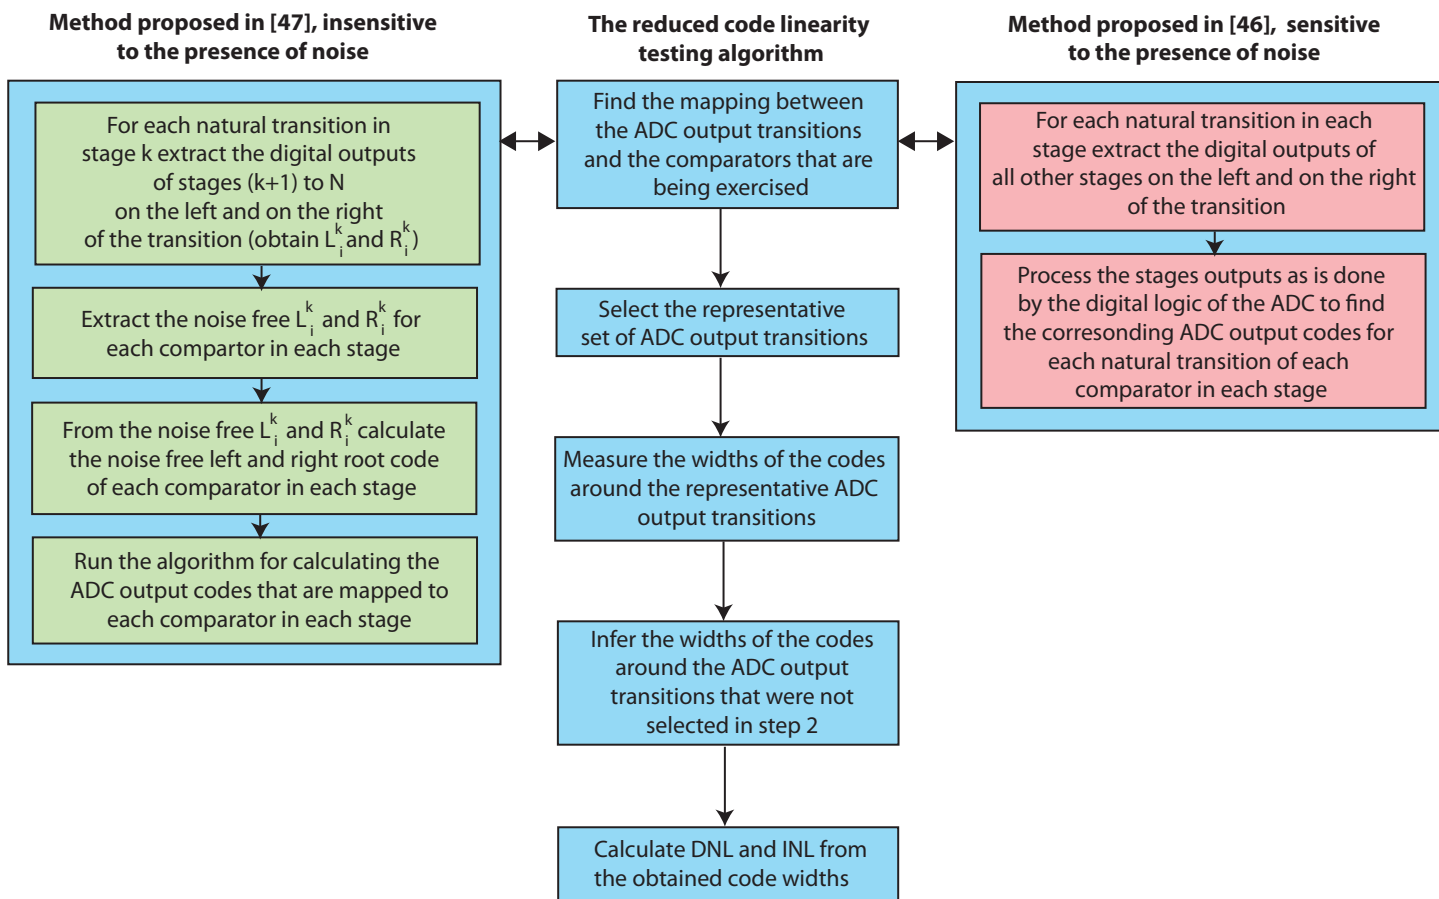 Method proposed in [47], insensitive
to the presence of noise
For each natural transition in
stage k extract the digital outputs
of stages (k+1) to N
on the left and on the right
of the transition (obtain L_i^k and R_i^k)
Extract the noise free L_i^k and R_i^k for
each compartor in each stage
From the noise free L_i^k and R_i^k calculate
the noise free left and right root code
of each comparator in each stage
Run the algorithm for calculating the
ADC output codes that are mapped to
each comparator in each stage
The reduced code linearity
testing algorithm
Find the mapping between
the ADC output transitions
and the comparators that are
being exercised
Select the representative
set of ADC output transitions
Measure the widths of the codes
around the representative ADC
output transitions
Infer the widths of the codes
around the ADC output
transitions that were not
selected in step 2
Calculate DNL and INL from
the obtained code widths
Method proposed in [46], sensitive
to the presence of noise
For each natural transition in each
stage extract the digital outputs of
all other stages on the left and on the right
of the transition
Process the stages outputs as is done
by the digital logic of the ADC to find
the corresonding ADC output codes for
each natural transition of each
comparator in each stage